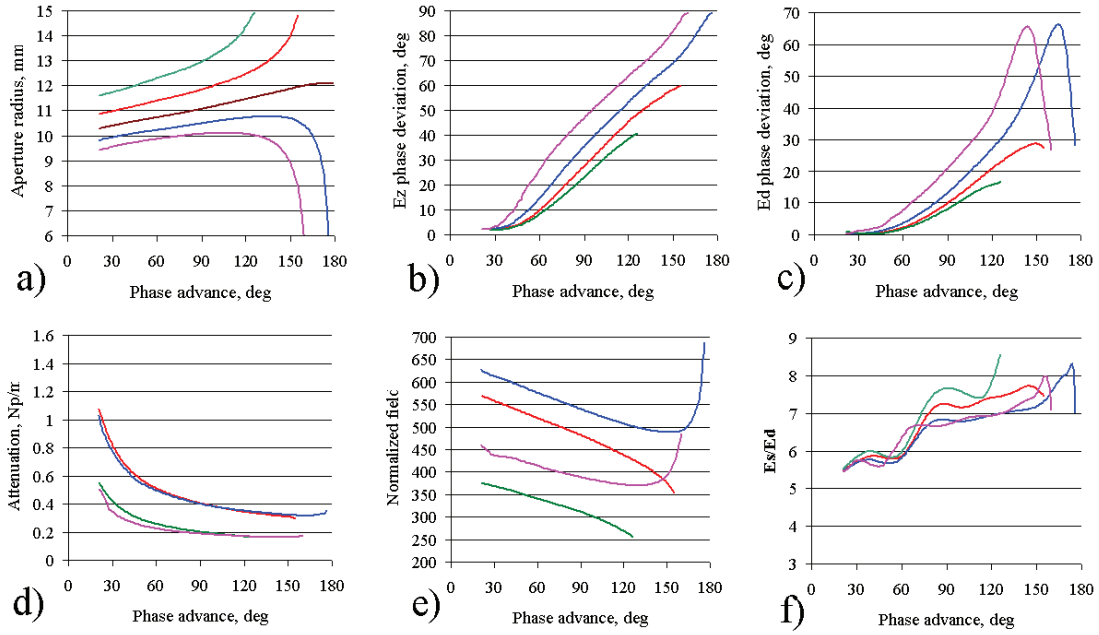 15
14
13
12
11
10
9
8
7
6
Aperture radius, mm
0 30 60 90 120 150 180
Phase advance, deg
a)
90
80
70
60
50
40
30
20
10
0
Ez phase deviation, deg
0 30 60 90 120 150 180
Phase advance, deg
b)
70
60
50
40
30
20
10
0
Ed phase deviation, deg
0 30 60 90 120 150 180
Phase advance, deg
c)
1.6
1.4
1.2
1
0.8
0.6
0.4
0.2
0
Attenuation, Np/m
0 30 60 90 120 150 180
Phase advance, deg
d)
700
650
600
550
500
450
400
350
300
250
200
Normalized field
0 30 60 90 120 150 180
Phase advance, deg
e)
9
8
7
6
5
4
3
Es/Ed
0 30 60 90 120 150 180
Phase advance, deg
f)